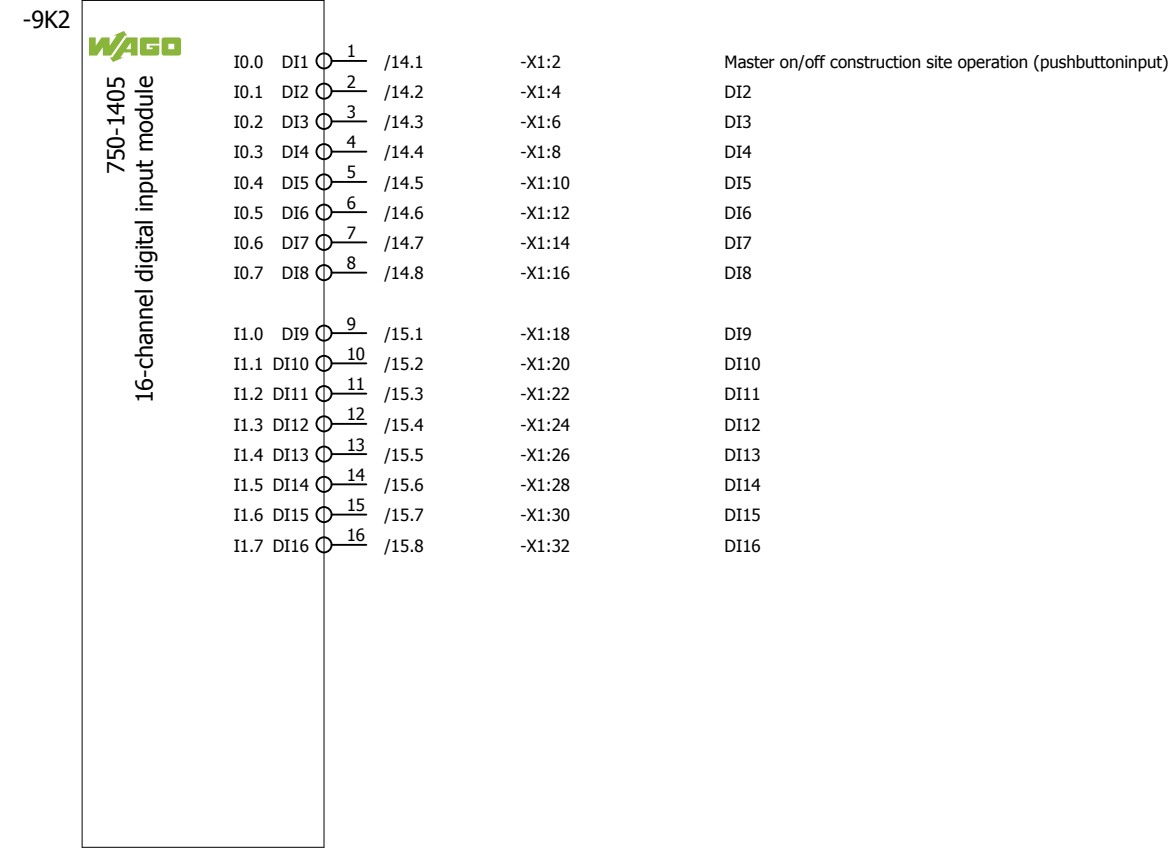 -9K2
WAGO
750-1405
16-channel digital input module
I0.0 DI1 1 /14.1 -X1:2 Master on/off construction site operation (pushbuttoninput)
I0.1 DI2 2 /14.2 -X1:4 DI2
I0.2 DI3 3 /14.3 -X1:6 DI3
I0.3 DI4 4 /14.4 -X1:8 DI4
I0.4 DI5 5 /14.5 -X1:10 DI5
I0.5 DI6 6 /14.6 -X1:12 DI6
I0.6 DI7 7 /14.7 -X1:14 DI7
I0.7 DI8 8 /14.8 -X1:16 DI8
I1.0 DI9 9 /15.1 -X1:18 DI9
I1.1 DI10 10 /15.2 -X1:20 DI10
I1.2 DI11 11 /15.3 -X1:22 DI11
I1.3 DI12 12 /15.4 -X1:24 DI12
I1.4 DI13 13 /15.5 -X1:26 DI13
I1.5 DI14 14 /15.6 -X1:28 DI14
I1.6 DI15 15 /15.7 -X1:30 DI15
I1.7 DI16 16 /15.8 -X1:32 DI16